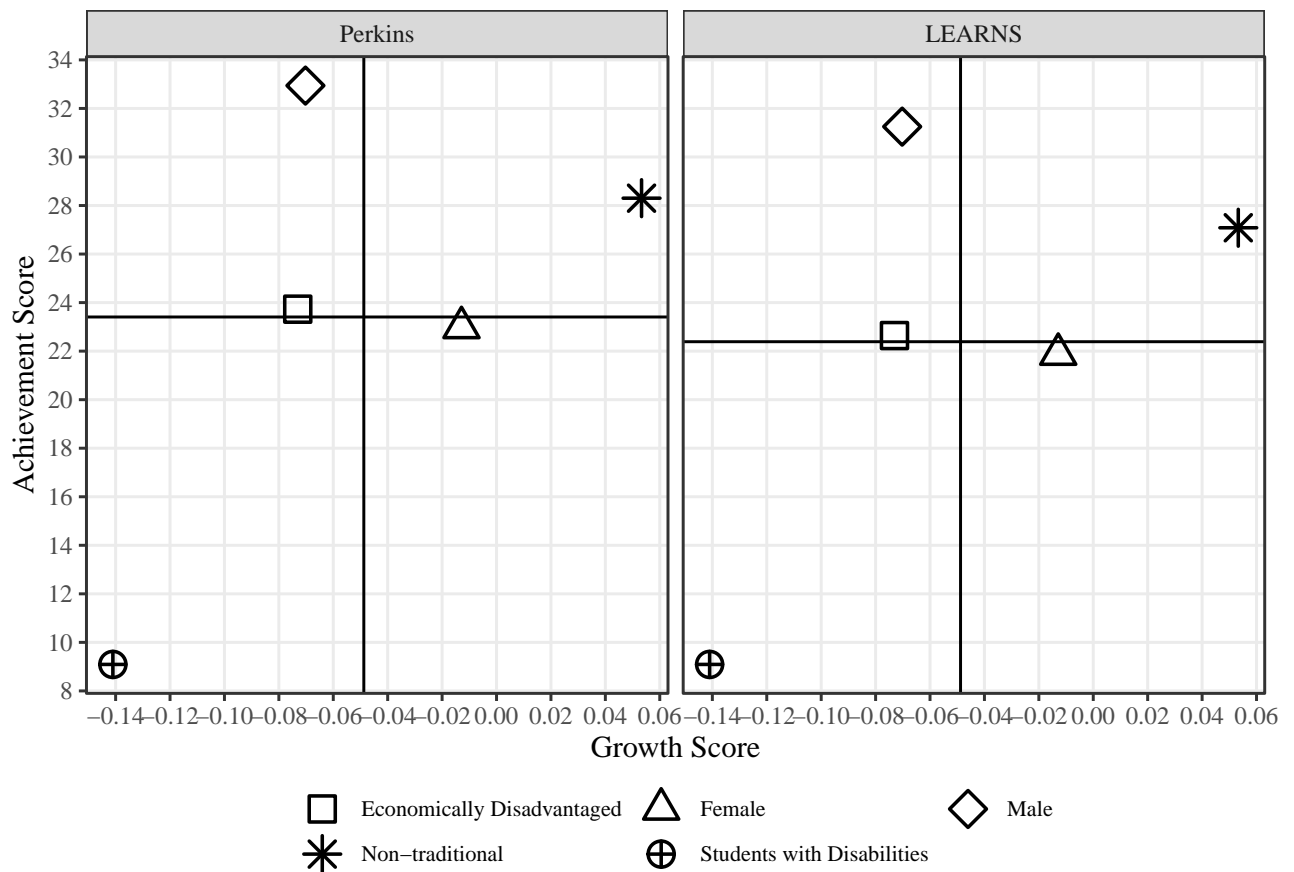 Perkins LEARNS
34
32
30
28
26
24
22
20
18
16
14
12
10
8
Achievement Score
−0.14 −0.12 −0.10 −0.08 −0.06 −0.04 −0.02 0.00 0.02 0.04 0.06 −0.14 −0.12 −0.10 −0.08 −0.06 −0.04 −0.02 0.00 0.02 0.04 0.06
Growth Score
Economically Disadvantaged Female Male
Non−traditional Students with Disabilities